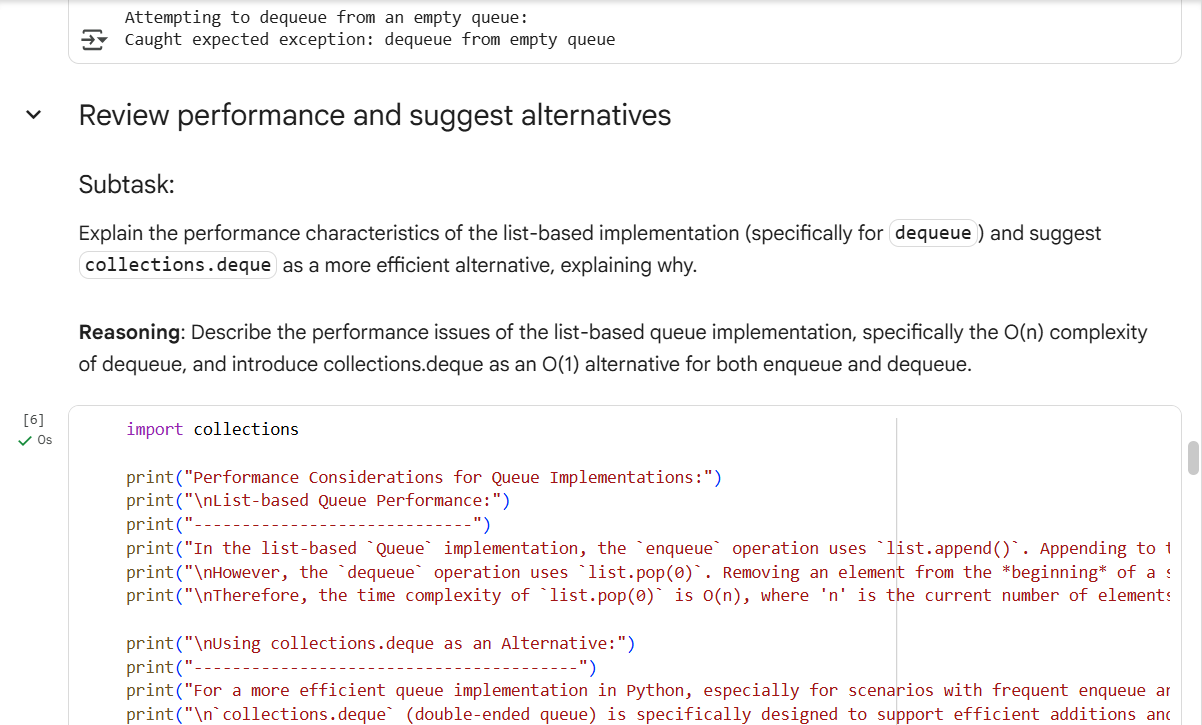 Attempting to dequeue from an empty queue:
Caught expected exception: dequeue from empty queue
Review performance and suggest alternatives
Subtask:
Explain the performance characteristics of the list-based implementation (specifically for dequeue) and suggest
collections.deque as a more efficient alternative, explaining why.
Reasoning: Describe the performance issues of the list-based queue implementation, specifically the O(n) complexity
of dequeue, and introduce collections.deque as an O(1) alternative for both enqueue and dequeue.
[6]
0s
import collections
print("Performance Considerations for Queue Implementations:")
print("\nList-based Queue Performance:")
print("-----------------------------")
print("In the list-based `Queue` implementation, the `enqueue` operation uses `list.append()`. Appending to
print("\nHowever, the `dequeue` operation uses `list.pop(0)`. Removing an element from the *beginning* of a
print("\nTherefore, the time complexity of `list.pop(0)` is O(n), where 'n' is the current number of elements
print("\nUsing collections.deque as an Alternative:")
print("----------------------------------------")
print("For a more efficient queue implementation in Python, especially for scenarios with frequent enqueue
print("\n`collections.deque` (double-ended queue) is specifically designed to support efficient additions and